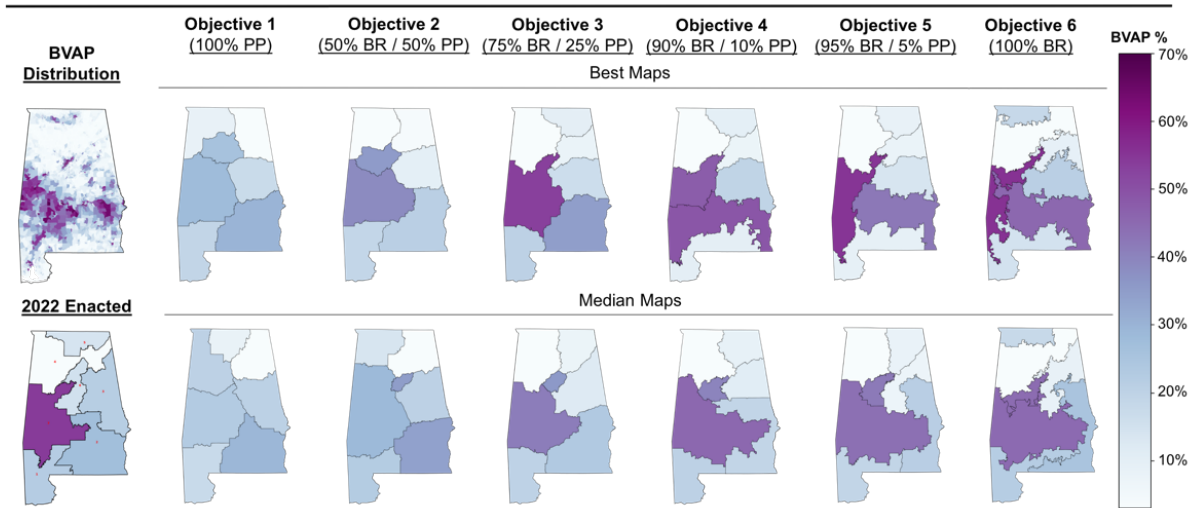 Objective 1
(100% PP)
Objective 2
(50% BR / 50% PP)
Objective 3
(75% BR / 25% PP)
Objective 4
(90% BR / 10% PP)
Objective 5
(95% BR / 5% PP)
Objective 6
(100% BR)
BVAP %
BVAP
Distribution
Best Maps
2022 Enacted
Median Maps
70%
60%
50%
40%
30%
20%
10%